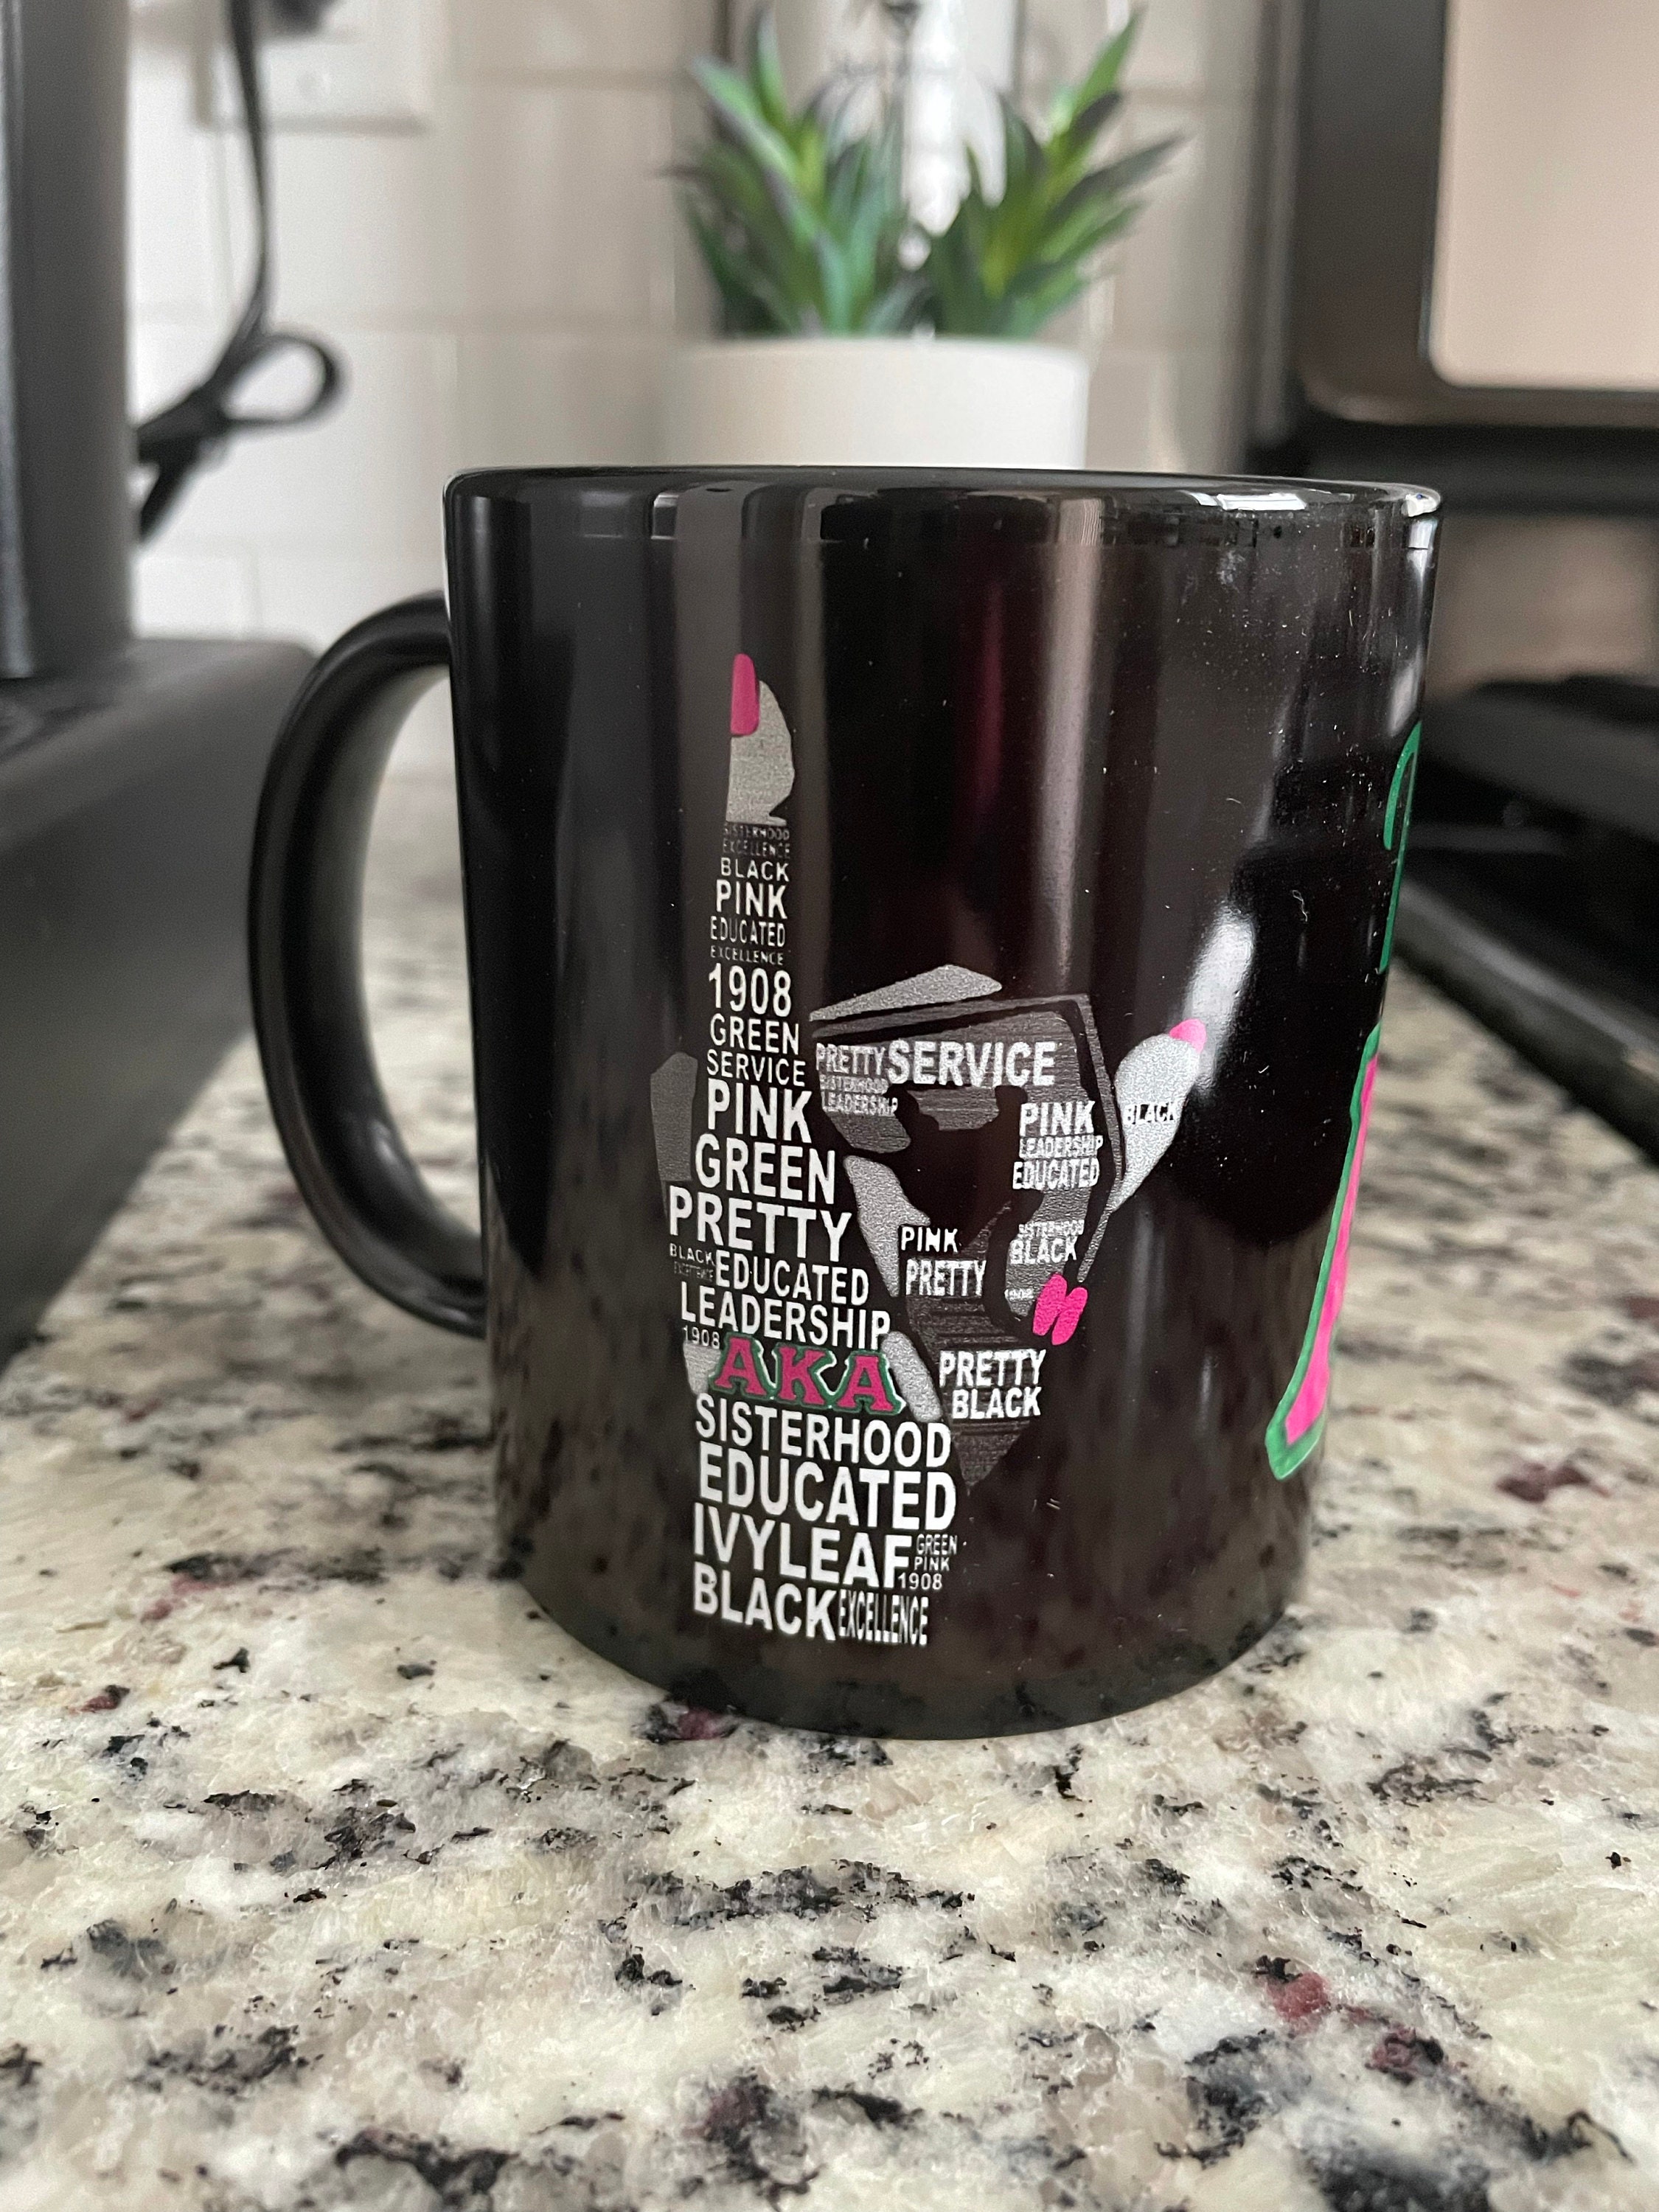 SISTERHOOD
EXCELLENCE
BLACK
PINK
EDUCATED
EXCELLENCE
1908
GREEN
SERVICE
PINK
GREEN
PRETTY
BLACK EDUCATED
EXCELLENCE
LEADERSHIP
1908 AKA
SISTERHOOD
EDUCATED
IVYLEAF GREEN
PINK
1908
BLACK EXCELLENCE
PRETTY SERVICE
SISTERHOOD
LEADERSHIP
PINK
LEADERSHIP
EDUCATED
BLACK
SISTERHOOD
BLACK
1908
PINK
PRETTY
PRETTY
BLACK